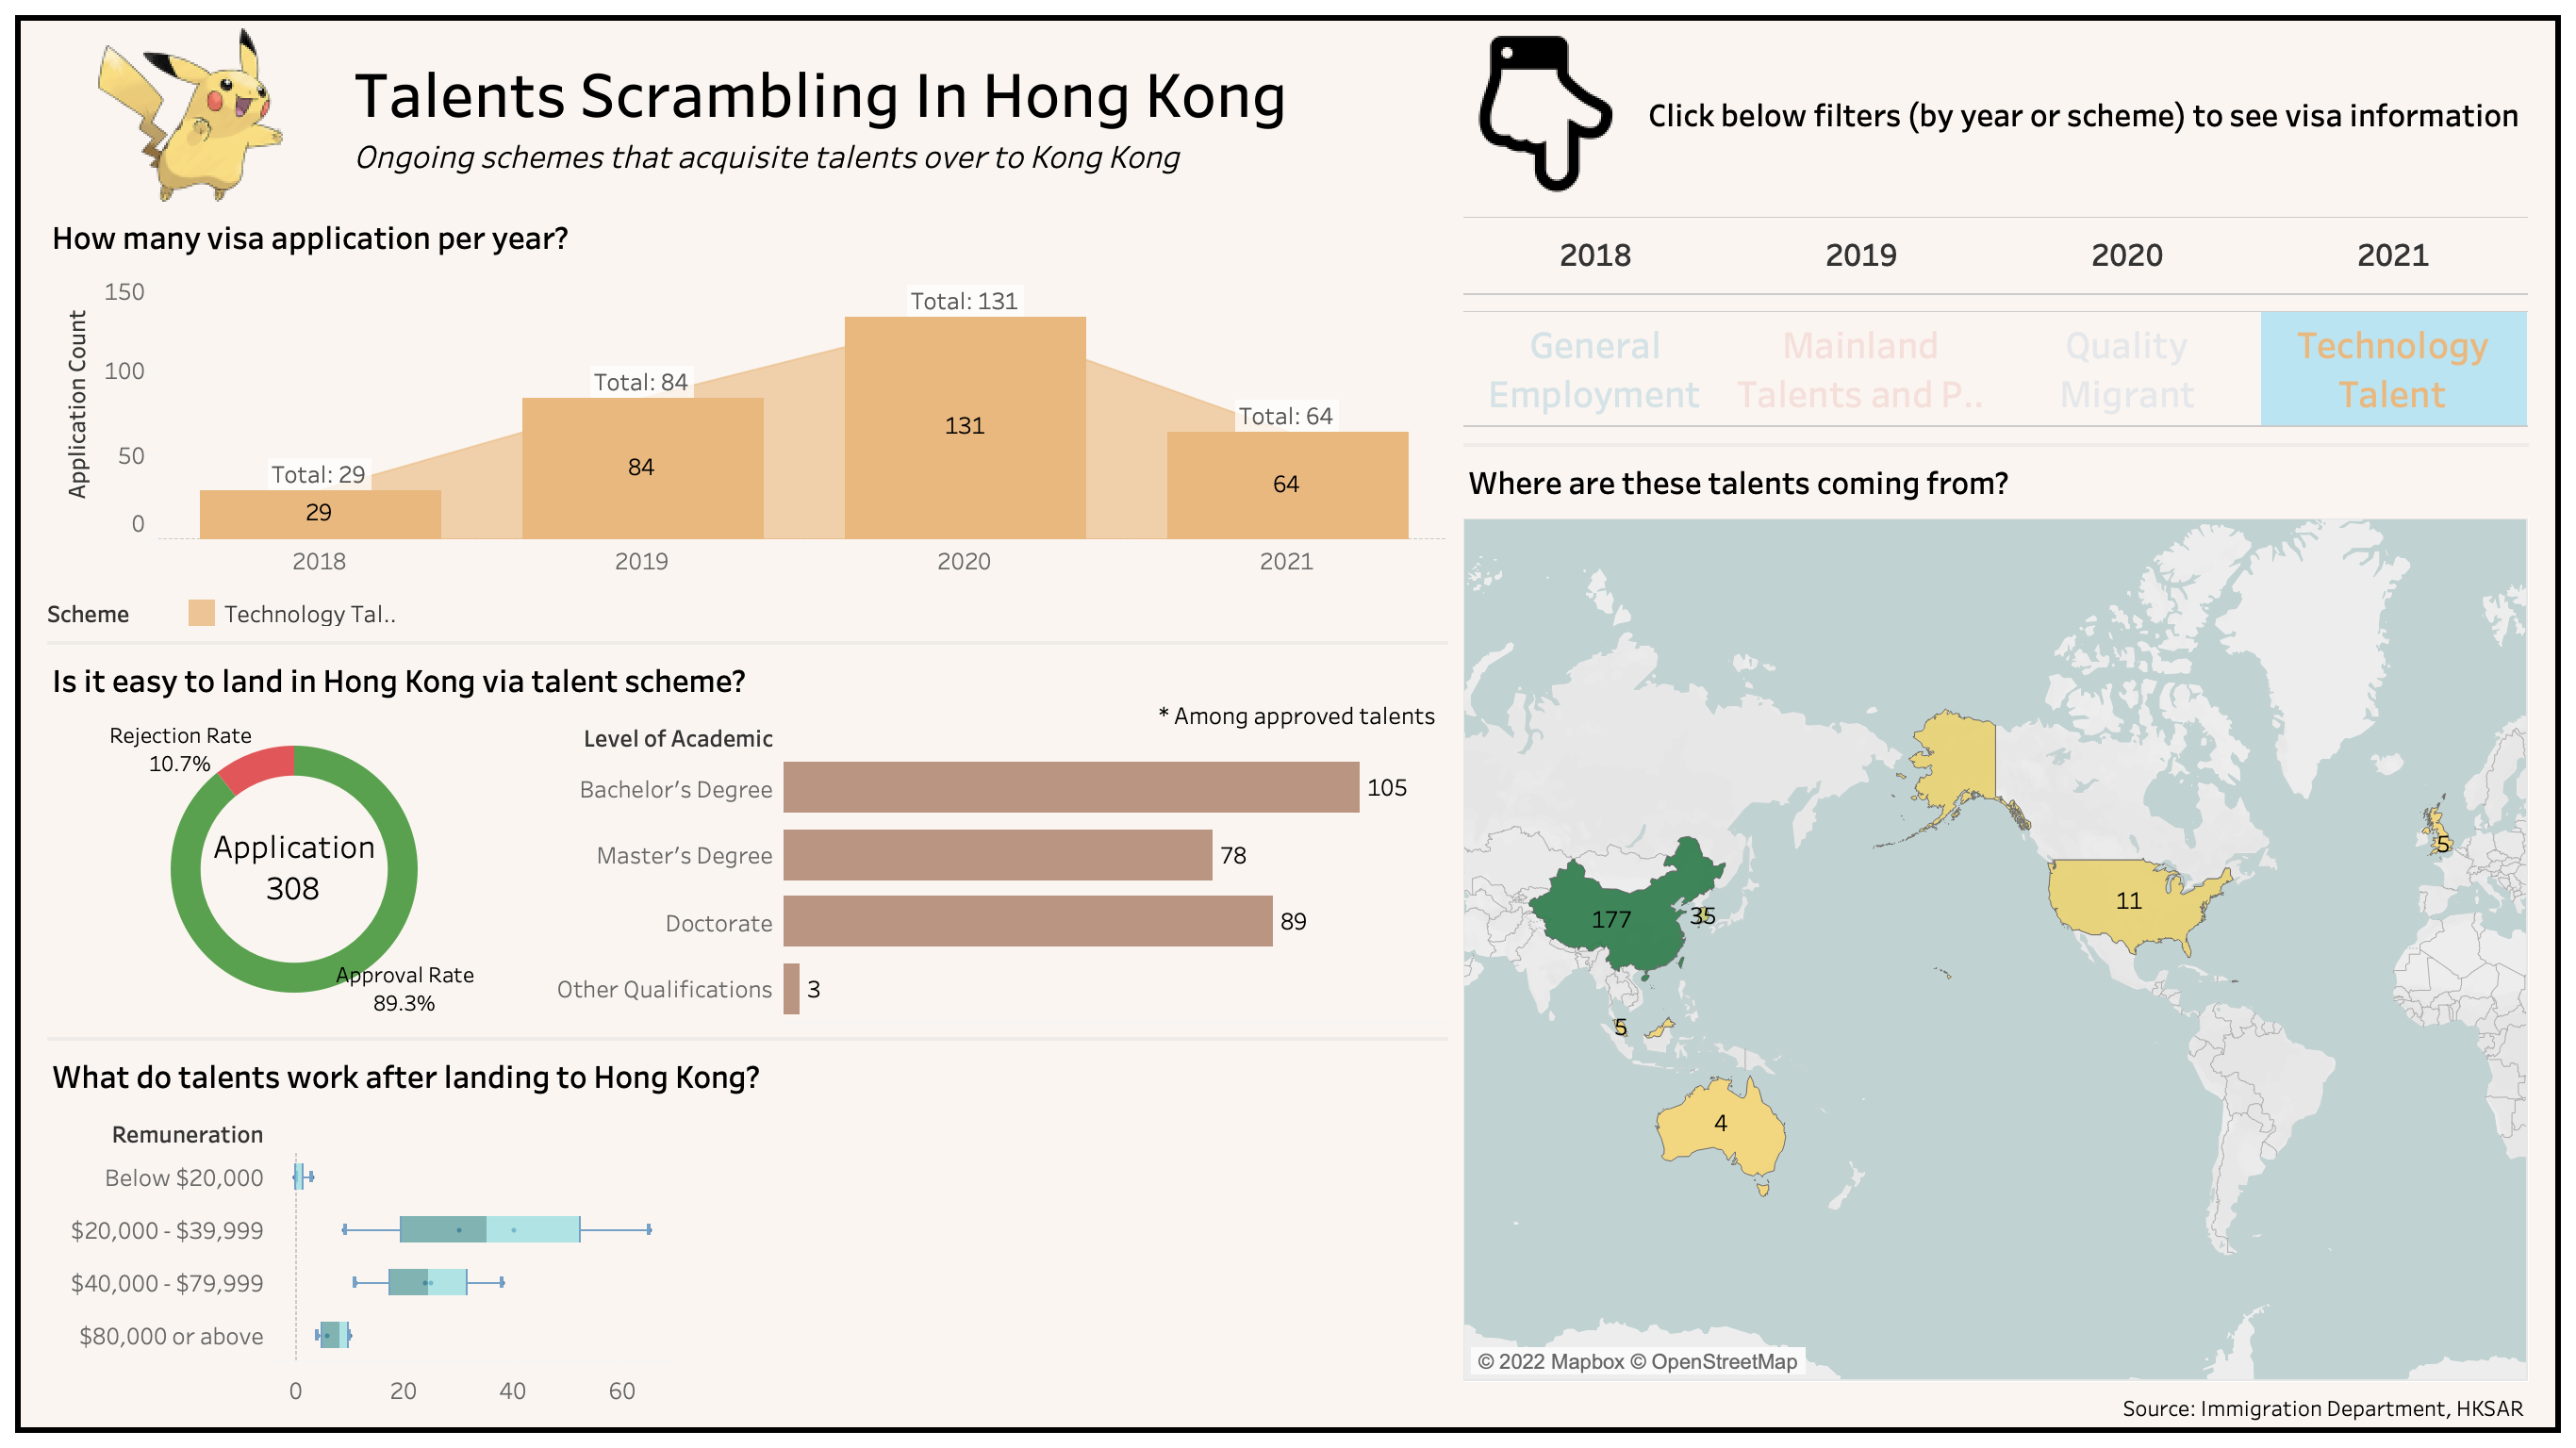 Talents Scrambling In Hong Kong
Ongoing schemes that acquisite talents over to Kong Kong
Click below filters (by year or scheme) to see visa information
How many visa application per year?
Application Count
150
100
50
0
Total: 29
29
Total: 84
84
Total: 131
131
Total: 64
64
2018
2019
2020
2021
Scheme
Technology Tal..
2018
2019
2020
2021
General
Employment
Mainland
Talents and P..
Quality
Migrant
Technology
Talent
Is it easy to land in Hong Kong via talent scheme?
Rejection Rate
10.7%
Application
308
Approval Rate
89.3%
* Among approved talents
Level of Academic
Bachelor's Degree 105
Master's Degree 78
Doctorate 89
Other Qualifications 3
What do talents work after landing to Hong Kong?
Remuneration
Below $20,000
$20,000 - $39,999
$40,000 - $79,999
$80,000 or above
0 20 40 60
Where are these talents coming from?
177
35
11
5
5
4
© 2022 Mapbox © OpenStreetMap
Source: Immigration Department, HKSAR